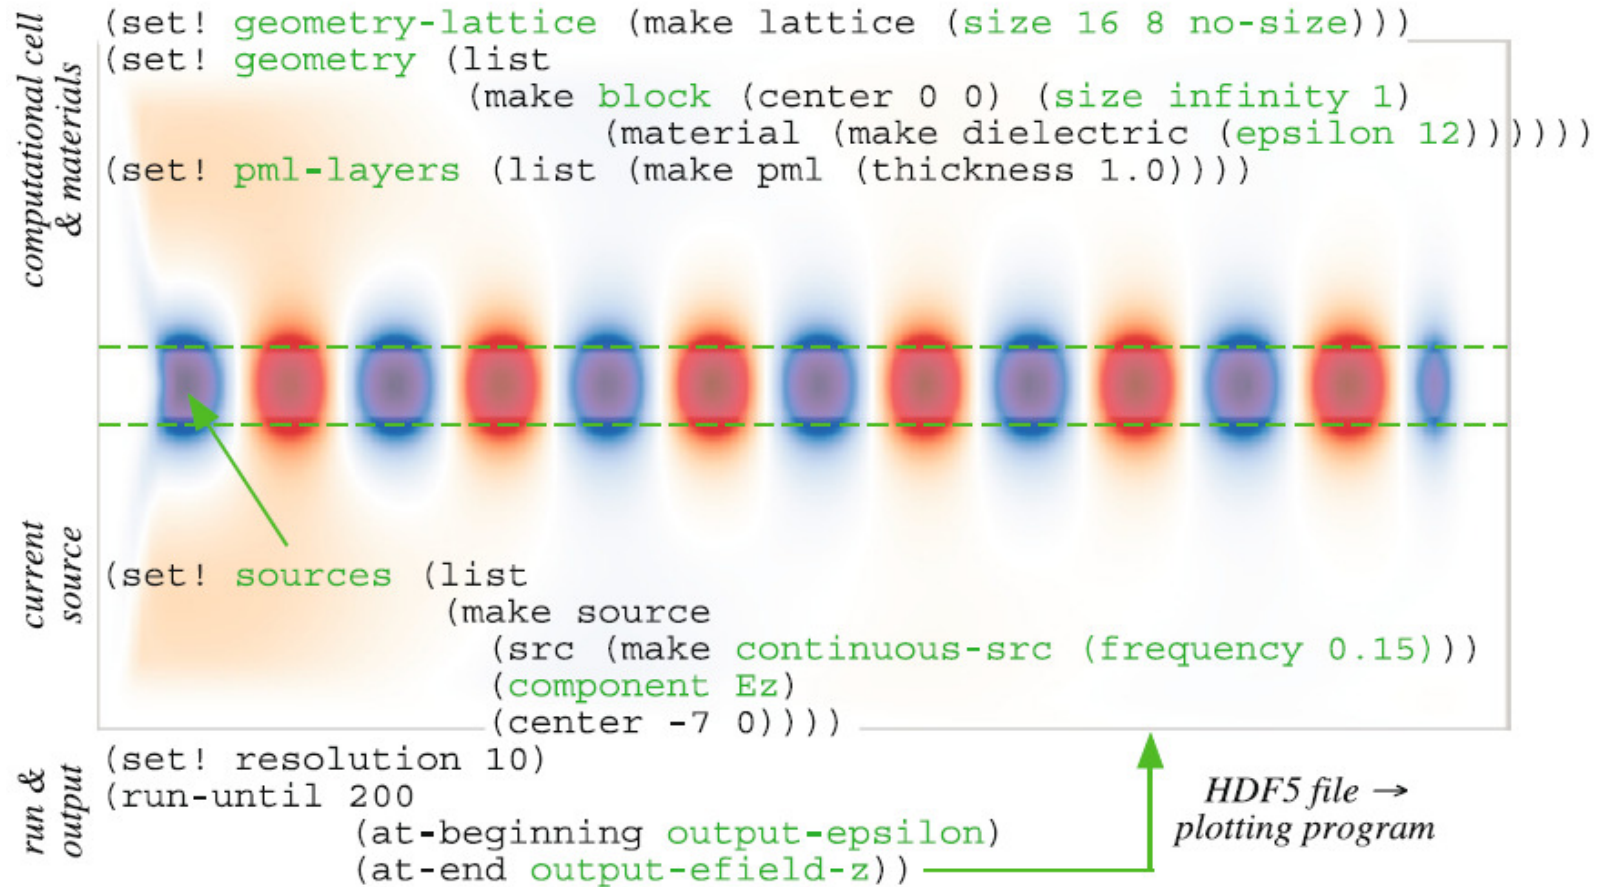 computational cell
& materials
(set! geometry-lattice (make lattice (size 16 8 no-size)))
(set! geometry (list
(make block (center 0 0) (size infinity 1)
(material (make dielectric (epsilon 12))))))
(set! pml-layers (list (make pml (thickness 1.0))))
current
source
(set! sources (list
(make source
(src (make continuous-src (frequency 0.15)))
(component Ez)
(center -7 0))))
run &
output
(set! resolution 10)
(run-until 200
(at-beginning output-epsilon)
(at-end output-efield-z))
HDF5 file →
plotting program